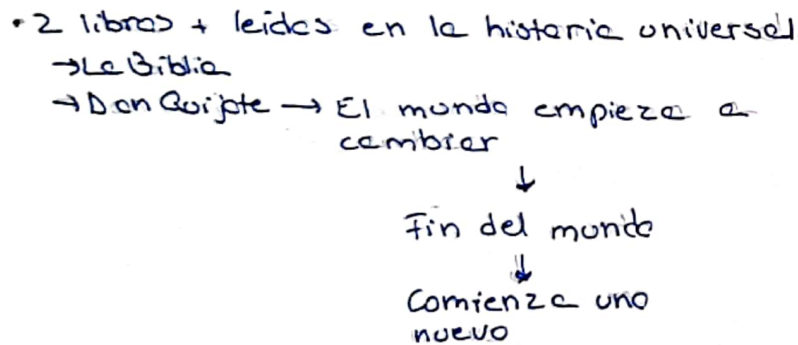 • 2 libros + leidos en la historia universal
→ La Biblia
→ Don Quijote → El mundo empieza a
cambiar
↓
Fin del mundo
↓
Comienza uno
nuevo